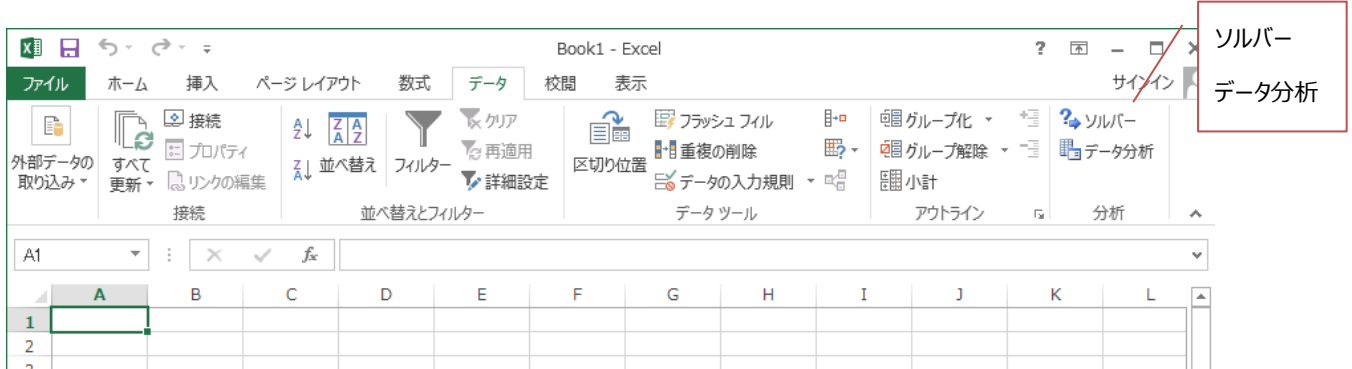 ソルバー
データ分析
Book1 - Excel
ファイル ホーム 挿入 ページ レイアウト 数式 データ 校閲 表示 サインイン
外部データの
取り込み
すべて
更新
接続
プロパティ
リンクの編集
接続
並べ替え
フィルター
クリア
再適用
詳細設定
並べ替えとフィルター
区切り位置
フラッシュ フィル
重複の削除
データの入力規則
データ ツール
グループ化
グループ解除
小計
アウトライン
ソルバー
データ分析
分析
A1
fx
A B C D E F G H I J K L
1
2